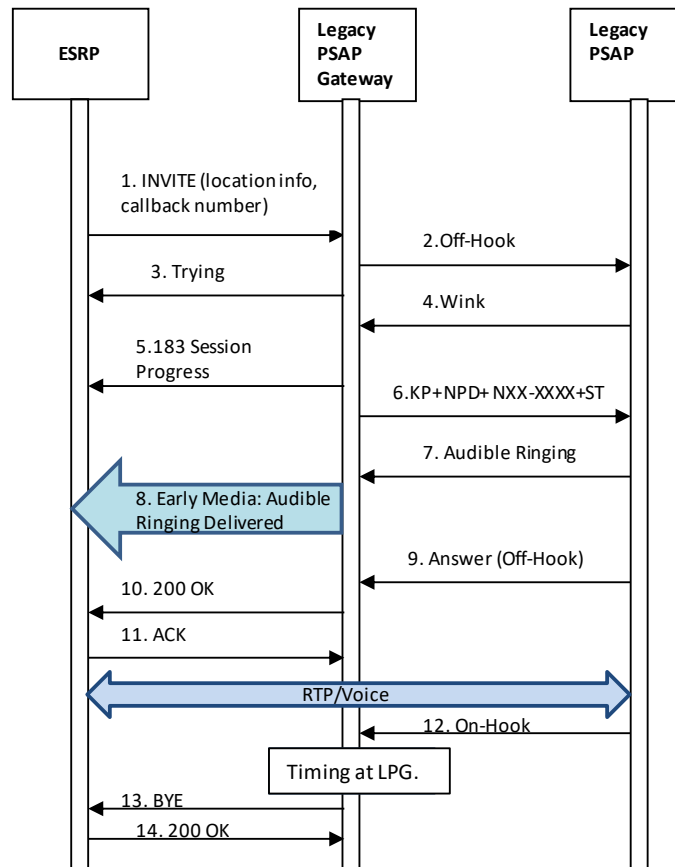 ESRP
Legacy
PSAP
Gateway
Legacy
PSAP
1. INVITE (location info,
callback number)
2.Off-Hook
3. Trying
4.Wink
5.183 Session
Progress
6.KP+NPD+ NXX-XXXX+ST
7. Audible Ringing
8. Early Media: Audible
Ringing Delivered
9. Answer (Off-Hook)
10. 200 OK
11. ACK
RTP/Voice
12. On-Hook
Timing at LPG.
13. BYE
14. 200 OK